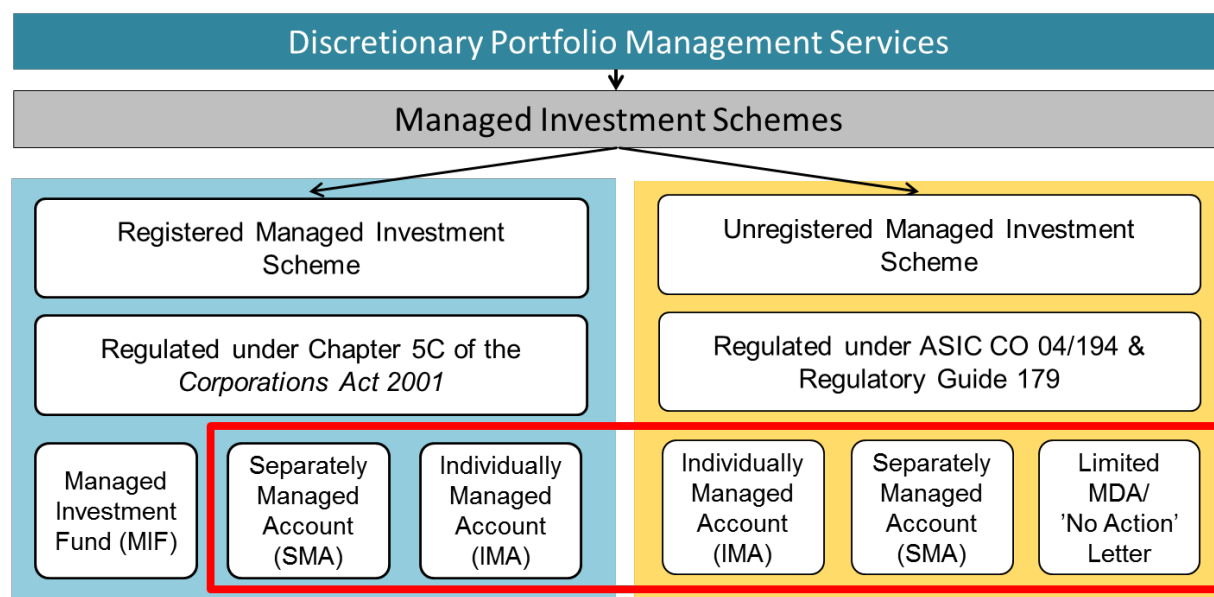 Discretionary Portfolio Management Services
Managed Investment Schemes
Registered Managed Investment
Scheme
Regulated under Chapter 5C of the
Corporations Act 2001
Managed
Investment
Fund (MIF)
Separately
Managed
Account
(SMA)
Individually
Managed
Account
(IMA)
Unregistered Managed Investment
Scheme
Regulated under ASIC CO 04/194 &
Regulatory Guide 179
Individually
Managed
Account
(IMA)
Separately
Managed
Account
(SMA)
Limited
MDA/
’No Action’
Letter